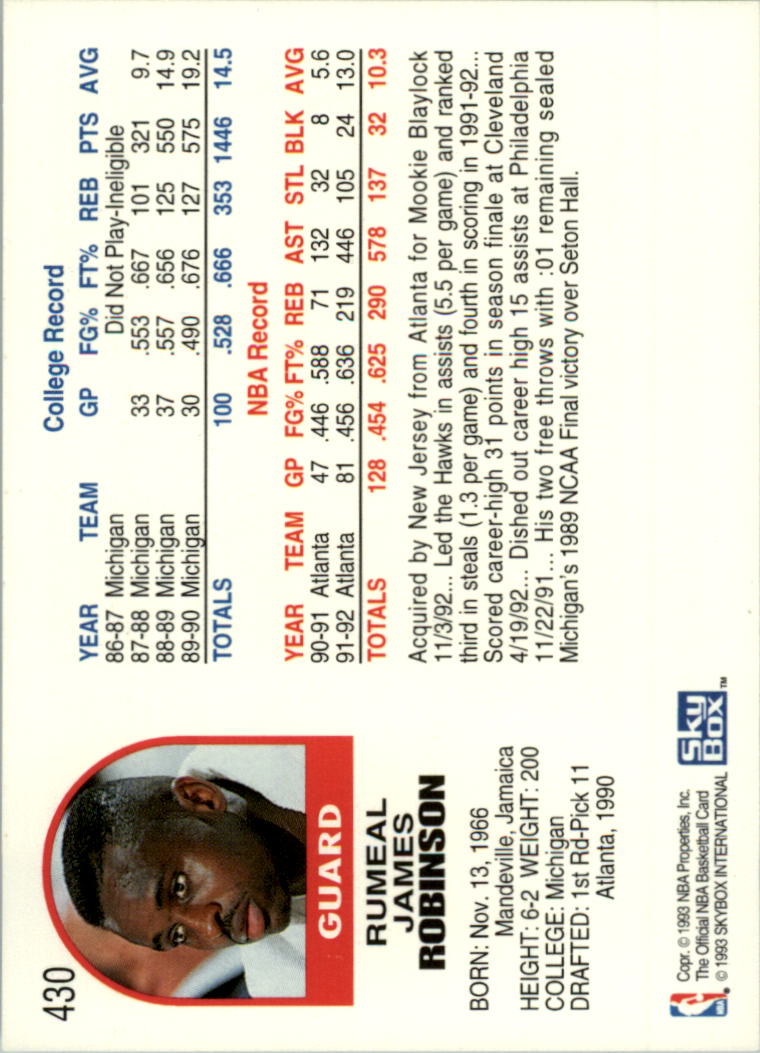 430
GUARD
RUMEAL
JAMES
ROBINSON
BORN: Nov. 13, 1966
Mandeville, Jamaica
HEIGHT: 6-2 WEIGHT: 200
COLLEGE: Michigan
DRAFTED: 1st Rd-Pick 11
Atlanta, 1990
College Record
YEAR TEAM GP FG% FT% REB PTS AVG
86-87 Michigan Did Not Play-Ineligible
87-88 Michigan 33 .553 .667 101 321 9.7
88-89 Michigan 37 .557 .656 125 550 14.9
89-90 Michigan 30 .490 .676 127 575 19.2
TOTALS 100 .528 .666 353 1446 14.5
NBA Record
YEAR TEAM GP FG% FT% REB AST STL BLK AVG
90-91 Atlanta 47 .446 .588 71 132 32 8 5.6
91-92 Atlanta 81 .456 .636 219 446 105 24 13.0
TOTALS 128 .454 .625 290 578 137 32 10.3
Acquired by New Jersey from Atlanta for Mookie Blaylock
11/3/92... Led the Hawks in assists (5.5 per game) and ranked
third in steals (1.3 per game) and fourth in scoring in 1991-92...
Scored career-high 31 points in season finale at Cleveland
4/19/92... Dished out career high 15 assists at Philadelphia
11/22/91... His two free throws with :01 remaining sealed
Michigan's 1989 NCAA Final victory over Seton Hall.
NBA
Copr. © 1993 NBA Properties, Inc.
The Official NBA Basketball Card
© 1993 SKYBOX INTERNATIONAL
SKY
BOX™